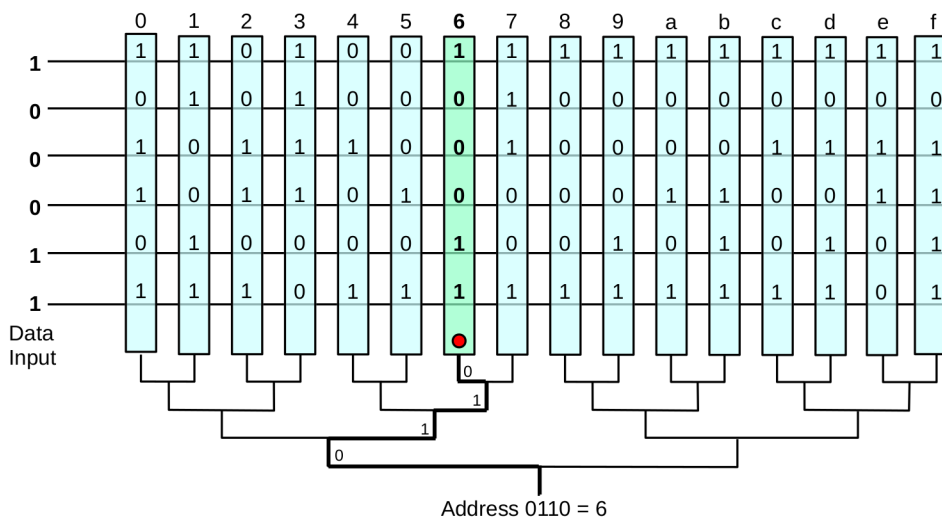 0 1 2 3 4 5 6 7 8 9 a b c d e f
1 1 1 0 1 0 0 1 1 1 1 1 1 1 1 1 1
0 0 1 0 1 0 0 0 1 0 0 0 0 0 0 0 0
0 1 0 1 1 1 0 0 1 0 0 0 0 1 1 1 1
0 1 0 1 1 0 1 0 0 0 0 1 1 0 0 1 1
1 0 1 0 0 0 0 1 0 0 1 0 1 0 1 0 1
1 1 1 1 0 1 1 1 1 1 1 1 1 1 1 0 1
Data
Input
0
1
1
0
Address 0110 = 6